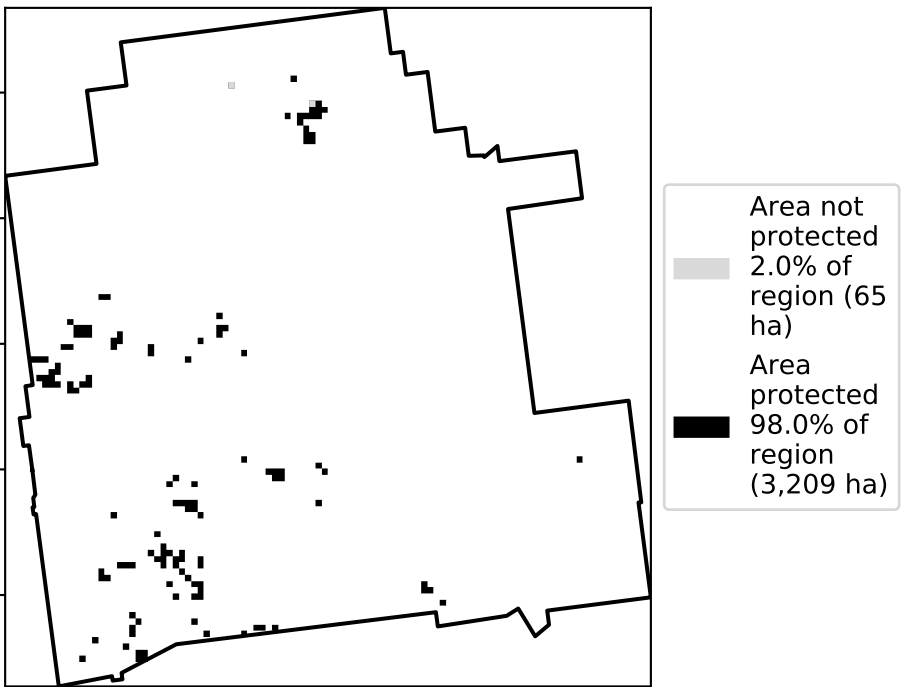 Area not
protected
2.0% of
region (65
ha)
Area
protected
98.0% of
region
(3,209 ha)